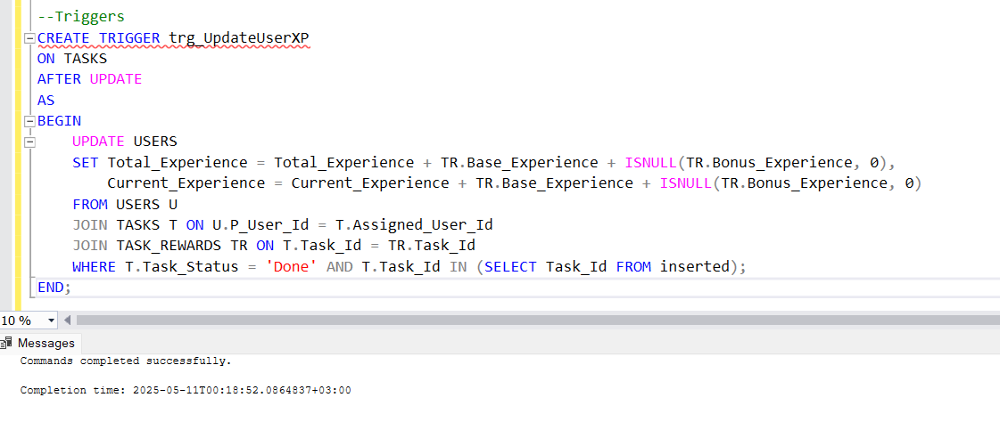 --Triggers
CREATE TRIGGER trg_UpdateUserXP
ON TASKS
AFTER UPDATE
AS
BEGIN
UPDATE USERS
SET Total_Experience = Total_Experience + TR.Base_Experience + ISNULL(TR.Bonus_Experience, 0),
Current_Experience = Current_Experience + TR.Base_Experience + ISNULL(TR.Bonus_Experience, 0)
FROM USERS U
JOIN TASKS T ON U.P_User_Id = T.Assigned_User_Id
JOIN TASK_REWARDS TR ON T.Task_Id = TR.Task_Id
WHERE T.Task_Status = 'Done' AND T.Task_Id IN (SELECT Task_Id FROM inserted);
END;
10 %
Messages
Commands completed successfully.
Completion time: 2025-05-11T00:18:52.0864837+03:00